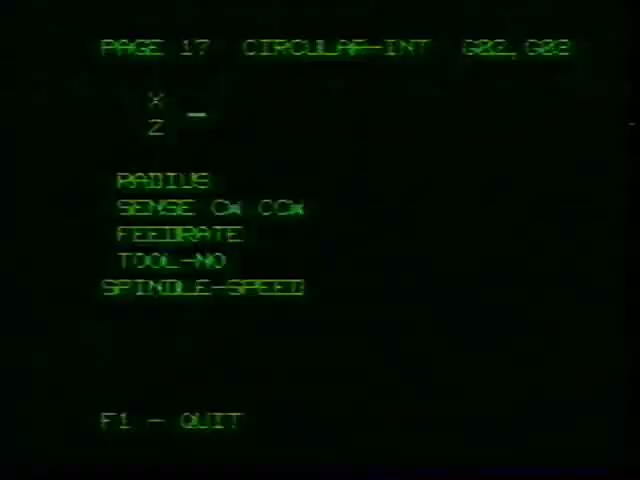 PAGE 17 CIRCULAR-INT G02,G03
X _
Z
RADIUS
SENSE CW CCW
FEEDRATE
TOOL-NO
SPINDLE-SPEED
F1 - QUIT